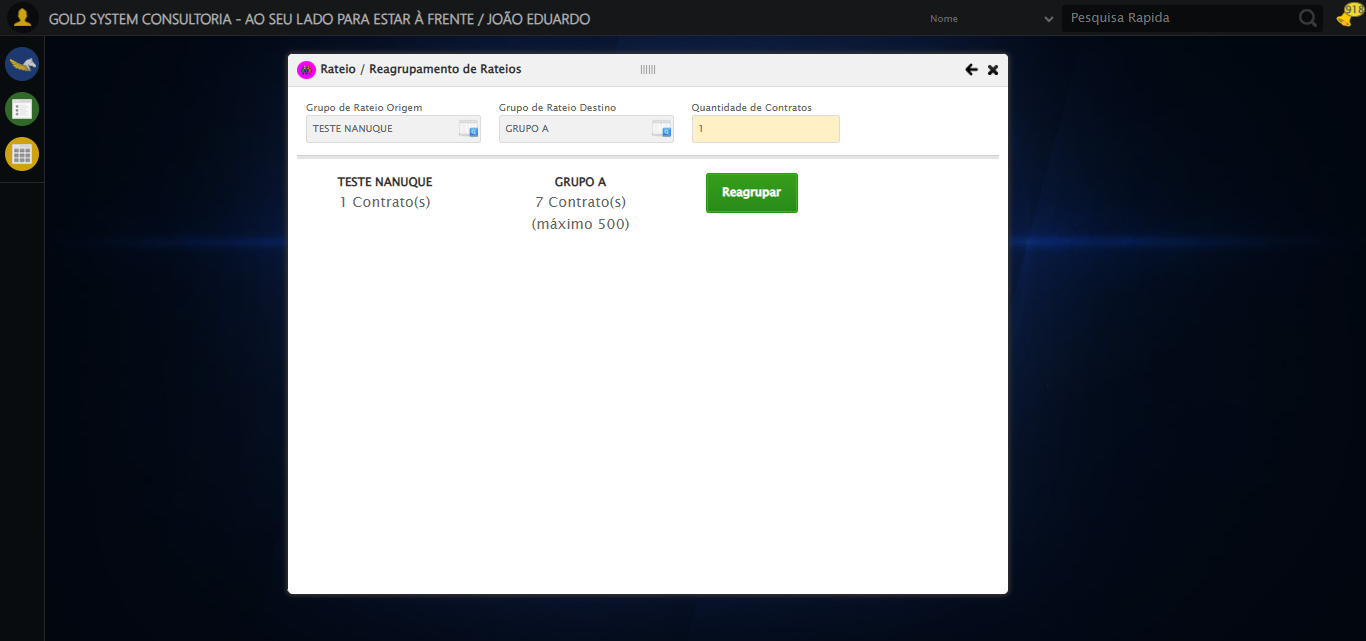 GOLD SYSTEM CONSULTORIA - AO SEU LADO PARA ESTAR À FRENTE / JOÃO EDUARDO
Nome
Pesquisa Rapida
918
Rateio / Reagrupamento de Rateios
Grupo de Rateio Origem
Grupo de Rateio Destino
Quantidade de Contratos
TESTE NANUQUE
GRUPO A
1
TESTE NANUQUE
GRUPO A
Reagrupar
1 Contrato(s)
7 Contrato(s)
(máximo 500)